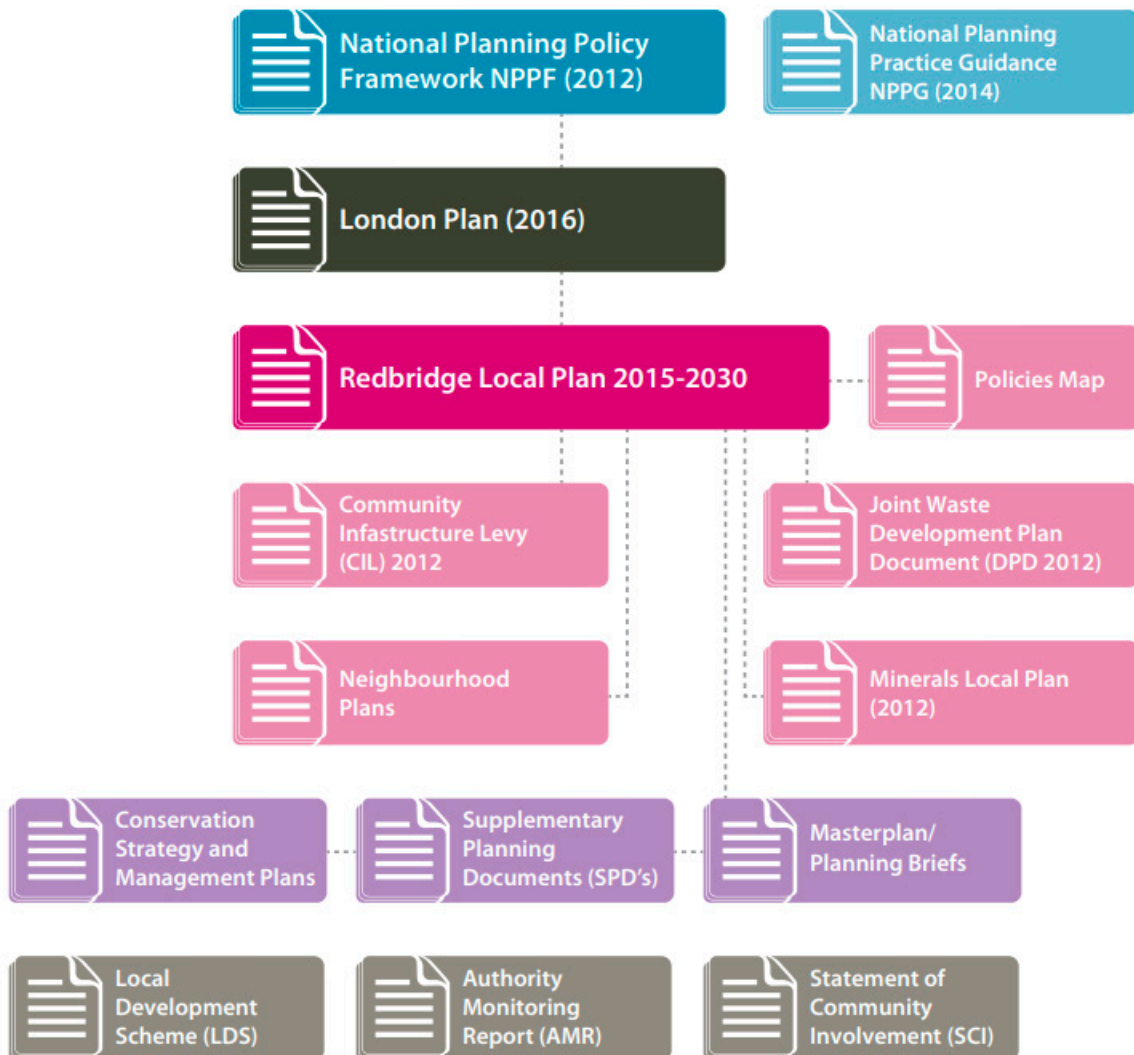 National Planning Policy
Framework NPPF (2012)
National Planning
Practice Guidance
NPPG (2014)
London Plan (2016)
Redbridge Local Plan 2015-2030
Policies Map
Community
Infastructure Levy
(CIL) 2012
Joint Waste
Development Plan
Document (DPD 2012)
Neighbourhood
Plans
Minerals Local Plan
(2012)
Conservation
Strategy and
Management Plans
Supplementary
Planning
Documents (SPD's)
Masterplan/
Planning Briefs
Local
Development
Scheme (LDS)
Authority
Monitoring
Report (AMR)
Statement of
Community
Involvement (SCI)